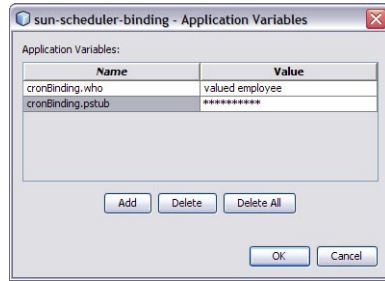 sun-scheduler-binding - Application Variables
Application Variables:
Name Value
cronBinding.who valued employee
cronBinding.pstub **********
Add Delete Delete All
OK Cancel